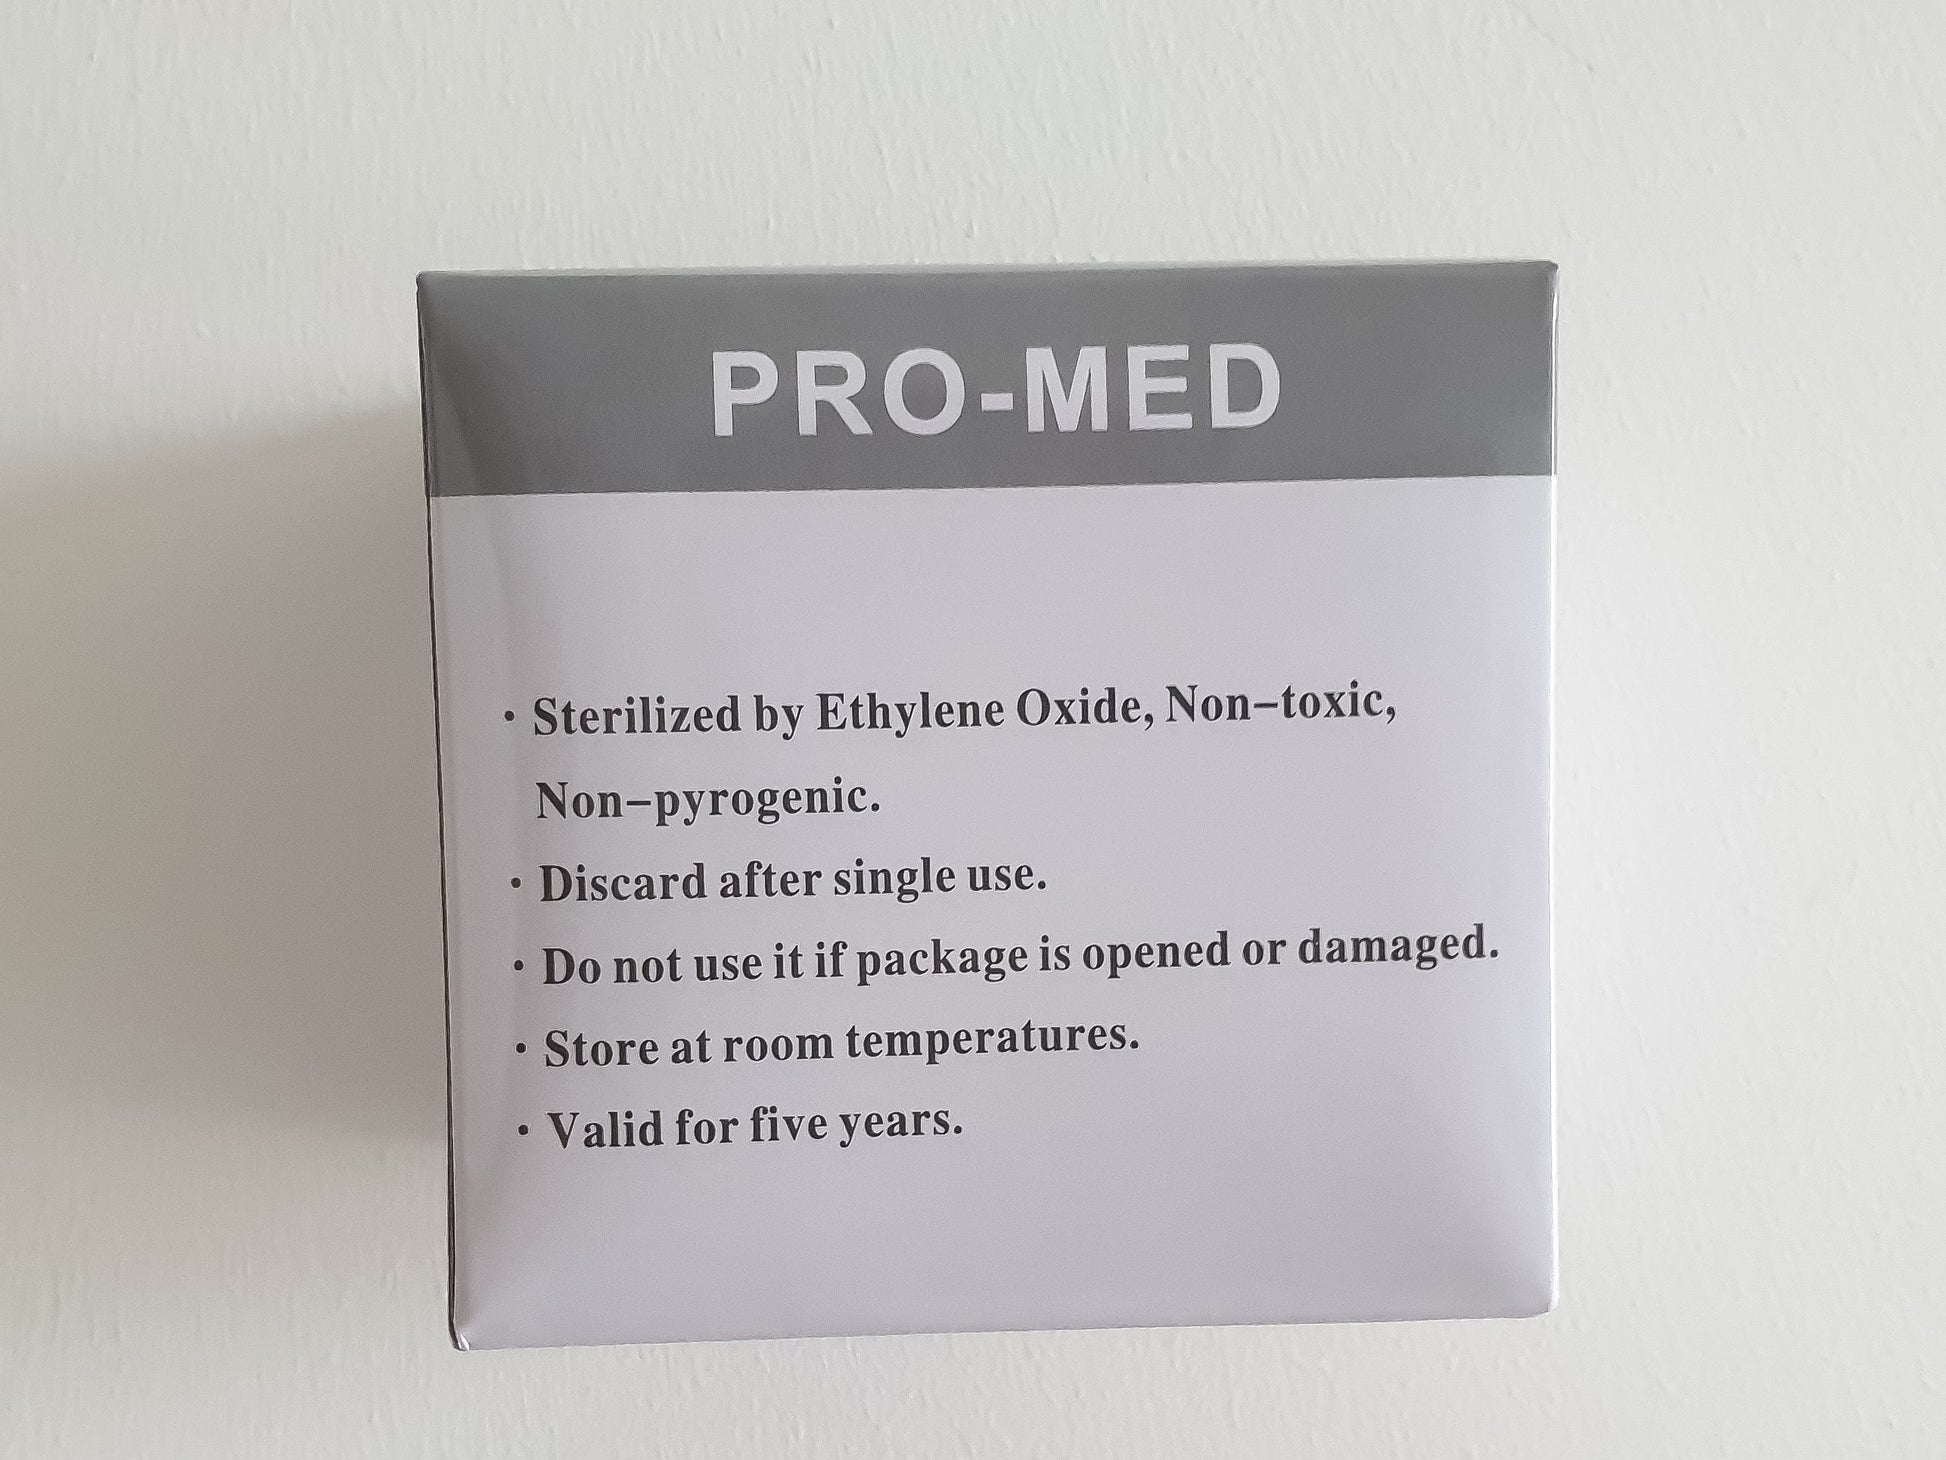 PRO-MED
· Sterilized by Ethylene Oxide, Non-toxic,
Non-pyrogenic.
· Discard after single use.
· Do not use it if package is opened or damaged.
· Store at room temperatures.
· Valid for five years.